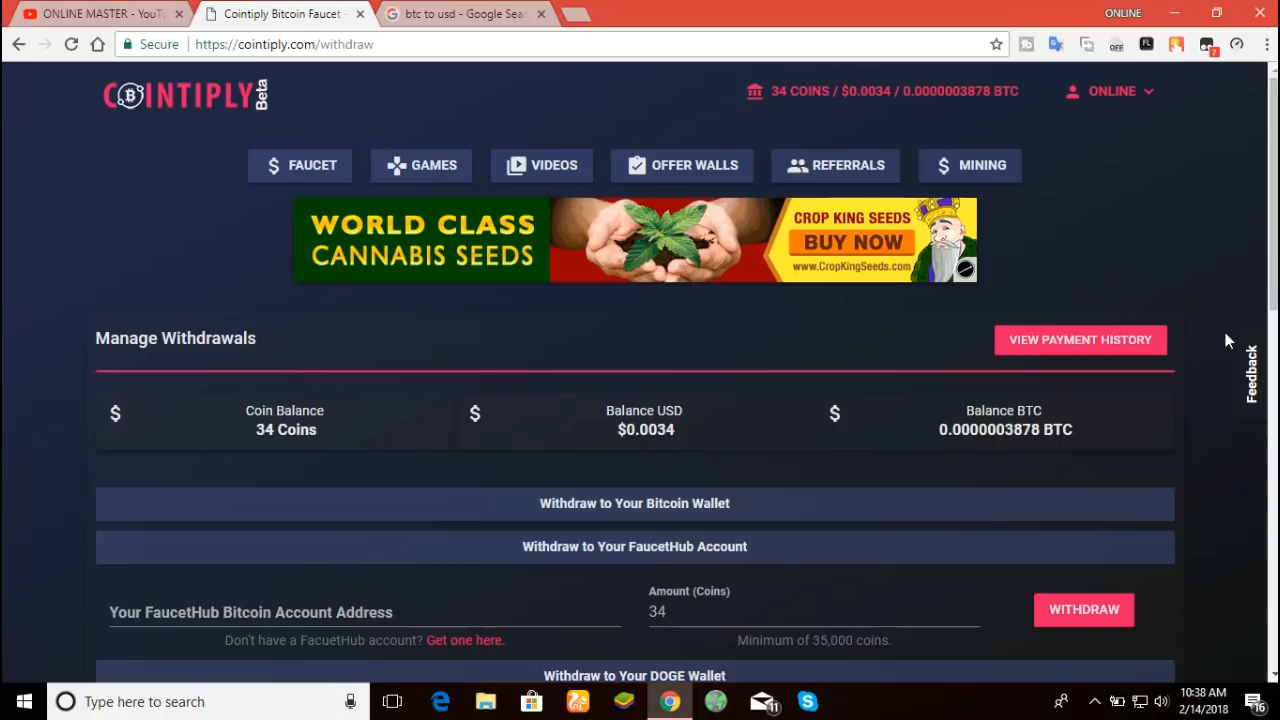 ONLINE MASTER - YouT
Cointiply Bitcoin Faucet -
btc to usd - Google Sea
ONLINE
Secure
https://cointiply.com/withdraw
OFF
FL
7
COINTIPLY Beta
34 COINS / $0.0034 / 0.0000003878 BTC
ONLINE
$ FAUCET
GAMES
VIDEOS
OFFER WALLS
REFERRALS
$ MINING
WORLD CLASS
CANNABIS SEEDS
CROP KING SEEDS
BUY NOW
www.CropKingSeeds.com
Manage Withdrawals
VIEW PAYMENT HISTORY
Feedback
$ Coin Balance
34 Coins
$ Balance USD
$0.0034
$ Balance BTC
0.0000003878 BTC
Withdraw to Your Bitcoin Wallet
Withdraw to Your FaucetHub Account
Your FaucetHub Bitcoin Account Address
Amount (Coins)
34
WITHDRAW
Don't have a FacuetHub account? Get one here.
Minimum of 35,000 coins.
Withdraw to Your DOGE Wallet
Type here to search
11
10:38 AM
2/14/2018
16